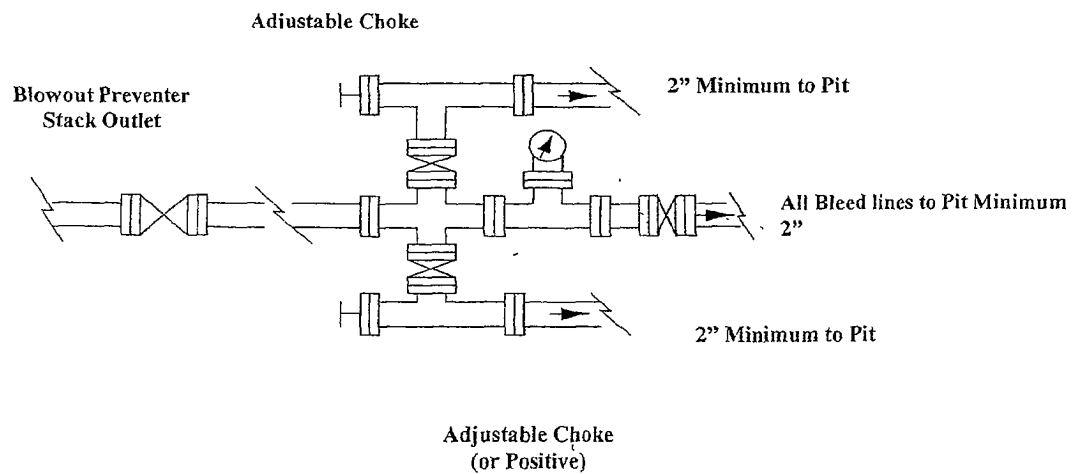 Adjustable Choke
2” Minimum to Pit
Blowout Preventer
Stack Outlet
All Bleed lines to Pit Minimum
2”
2” Minimum to Pit
Adjustable Choke
(or Positive)